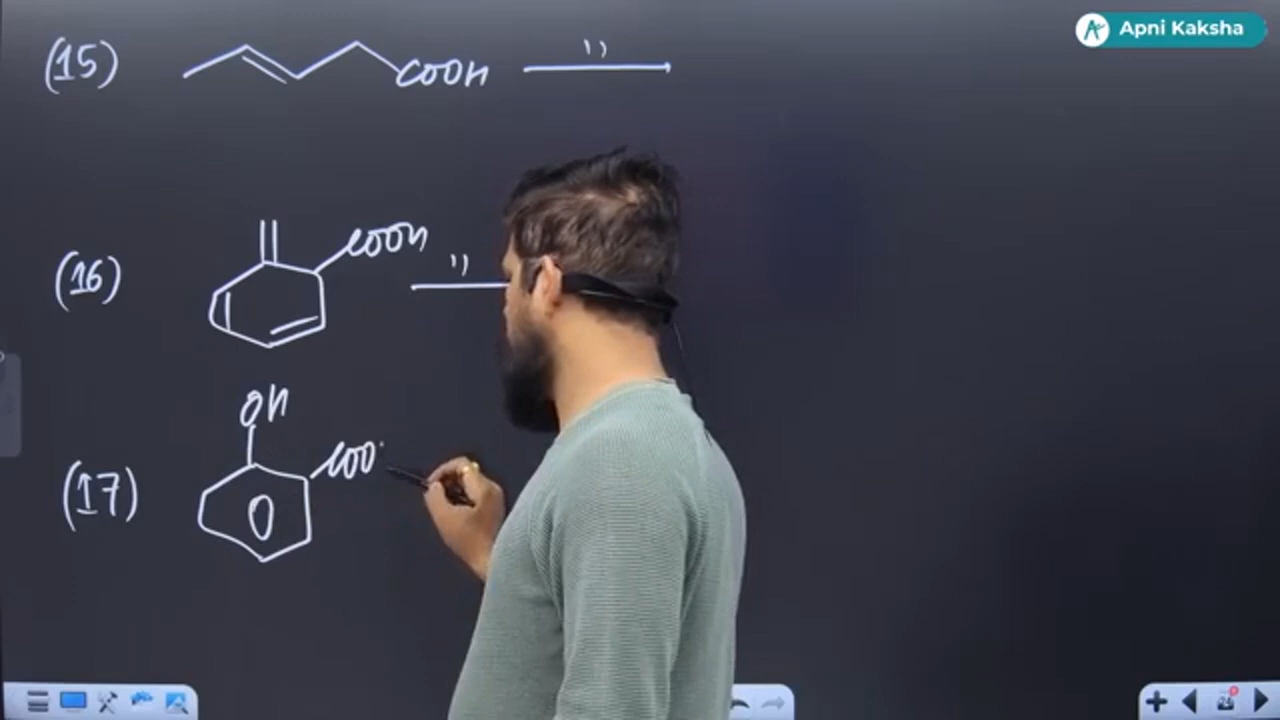 Apni Kaksha
(15) COOH "
(16) COOH "
OH
(17) COO